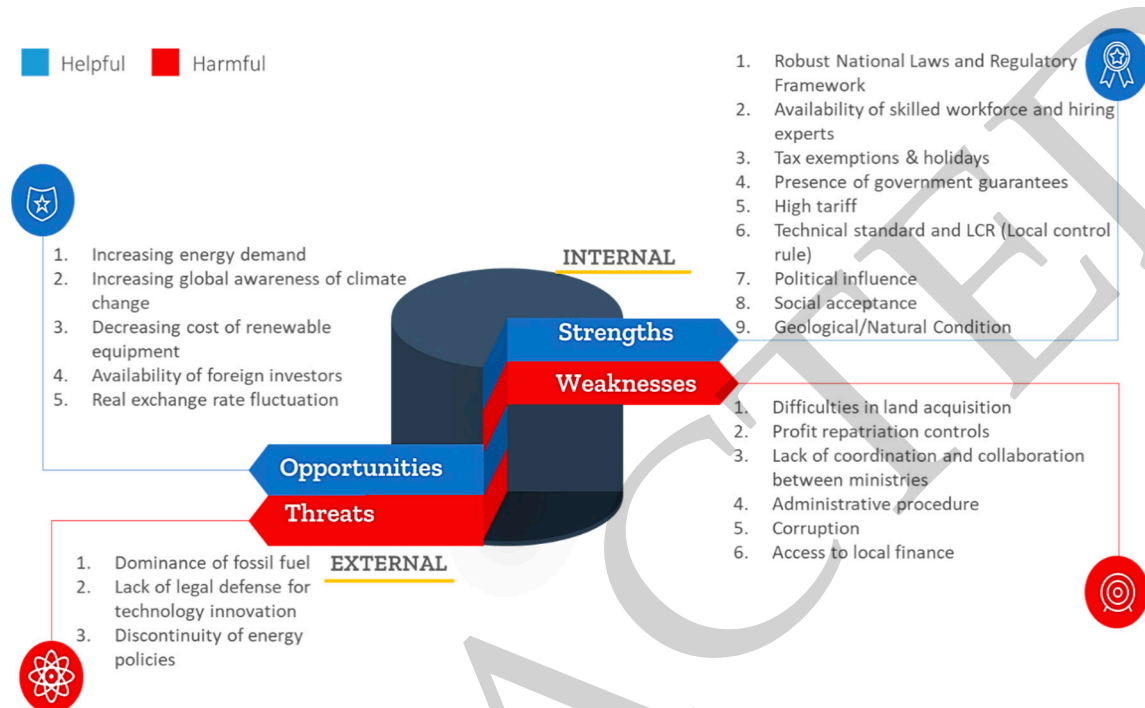 Helpful
Harmful
1. Robust National Laws and Regulatory
Framework
2. Availability of skilled workforce and hiring
experts
3. Tax exemptions & holidays
4. Presence of government guarantees
5. High tariff
6. Technical standard and LCR (Local control
rule)
7. Political influence
8. Social acceptance
9. Geological/Natural Condition
1. Increasing energy demand
2. Increasing global awareness of climate
change
3. Decreasing cost of renewable
equipment
4. Availability of foreign investors
5. Real exchange rate fluctuation
INTERNAL
Strengths
Weaknesses
1. Difficulties in land acquisition
2. Profit repatriation controls
3. Lack of coordination and collaboration
between ministries
4. Administrative procedure
5. Corruption
6. Access to local finance
Opportunities
Threats
EXTERNAL
1. Dominance of fossil fuel
2. Lack of legal defense for
technology innovation
3. Discontinuity of energy
policies